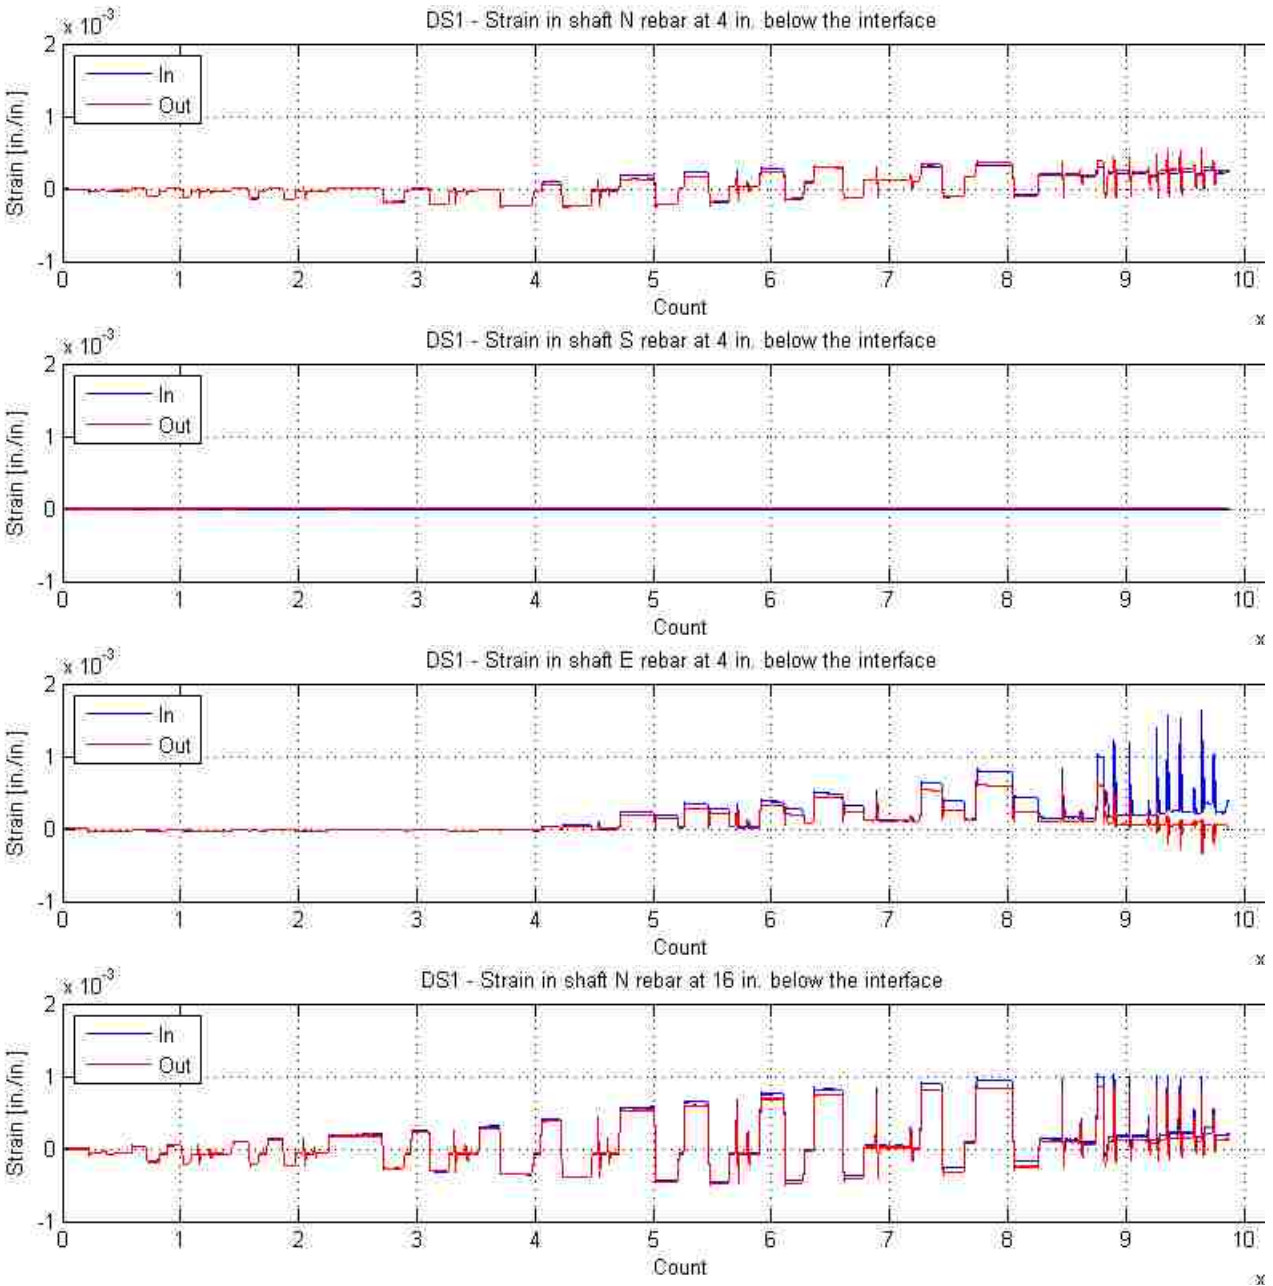 DS1 - Strain in shaft N rebar at 4 in. below the interface
x 10-3
2
1
0
-1
Strain [in./in.]
In
Out
0 1 2 3 4 5 6 7 8 9 10
Count
x
DS1 - Strain in shaft S rebar at 4 in. below the interface
x 10-3
2
1
0
-1
Strain [in./in.]
In
Out
0 1 2 3 4 5 6 7 8 9 10
Count
x
DS1 - Strain in shaft E rebar at 4 in. below the interface
x 10-3
2
1
0
-1
Strain [in./in.]
In
Out
0 1 2 3 4 5 6 7 8 9 10
Count
x
DS1 - Strain in shaft N rebar at 16 in. below the interface
x 10-3
2
1
0
-1
Strain [in./in.]
In
Out
0 1 2 3 4 5 6 7 8 9 10
Count
x